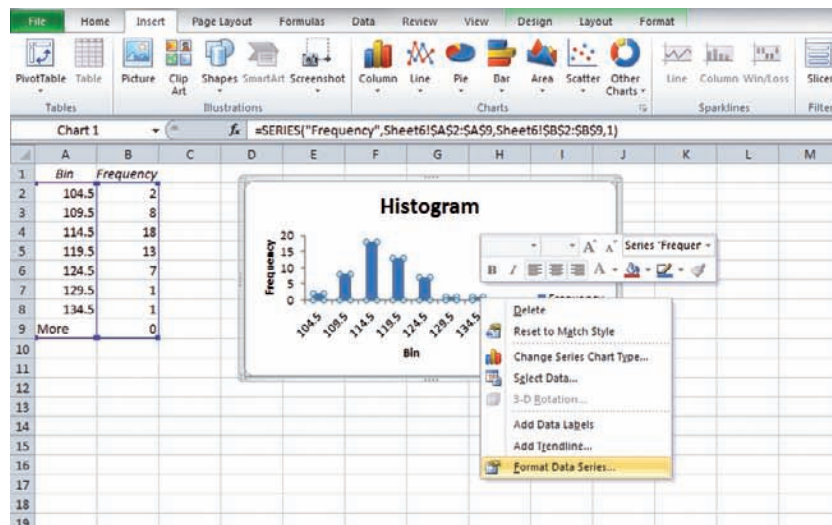 File Home Insert Page Layout Formulas Data Review View Design Layout Format
PivotTable Table Picture Clip Art Shapes SmartArt Screenshot Column Line Pie Bar Area Scatter Other Charts Line Column Win/Loss Slicer
Tables Illustrations Charts Sparklines Filter
Chart 1 fx =SERIES("Frequency",Sheet6!$A$2:$A$9,Sheet6!$B$2:$B$9,1)
A B C D E F G H I J K L M
1 Bin Frequency
2 104.5 2
3 109.5 8
4 114.5 18
5 119.5 13
6 124.5 7
7 129.5 1
8 134.5 1
9 More 0
10
11
12
13
14
15
16
17
18
19
Histogram
Frequency
20
15
10
5
0
104.5 109.5 114.5 119.5 124.5 129.5 134.5
Bin
A A Series "Frequer
B I A
Delete
Reset to Match Style
Change Series Chart Type...
Select Data...
3-D Rotation...
Add Data Labels
Add Trendline...
Format Data Series...